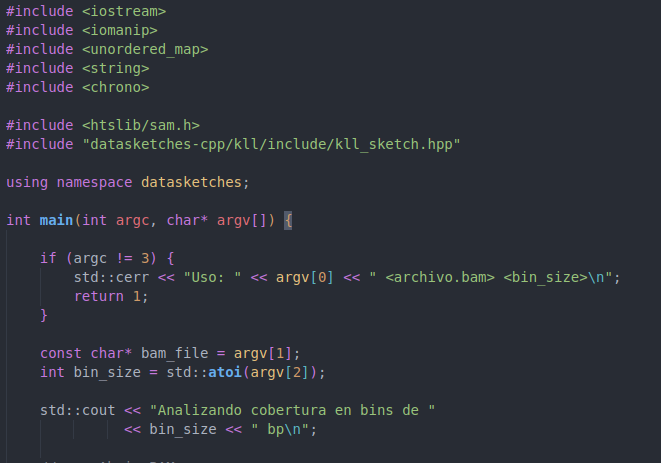 #include <iostream>
#include <iomanip>
#include <unordered_map>
#include <string>
#include <chrono>

#include <htslib/sam.h>
#include "datasketches-cpp/kll/include/kll_sketch.hpp"

using namespace datasketches;

int main(int argc, char* argv[]) {

    if (argc != 3) {
        std::cerr << "Uso: " << argv[0] << " <archivo.bam> <bin_size>\n";
        return 1;
    }

    const char* bam_file = argv[1];
    int bin_size = std::atoi(argv[2]);

    std::cout << "Analizando cobertura en bins de "
              << bin_size << " bp\n";